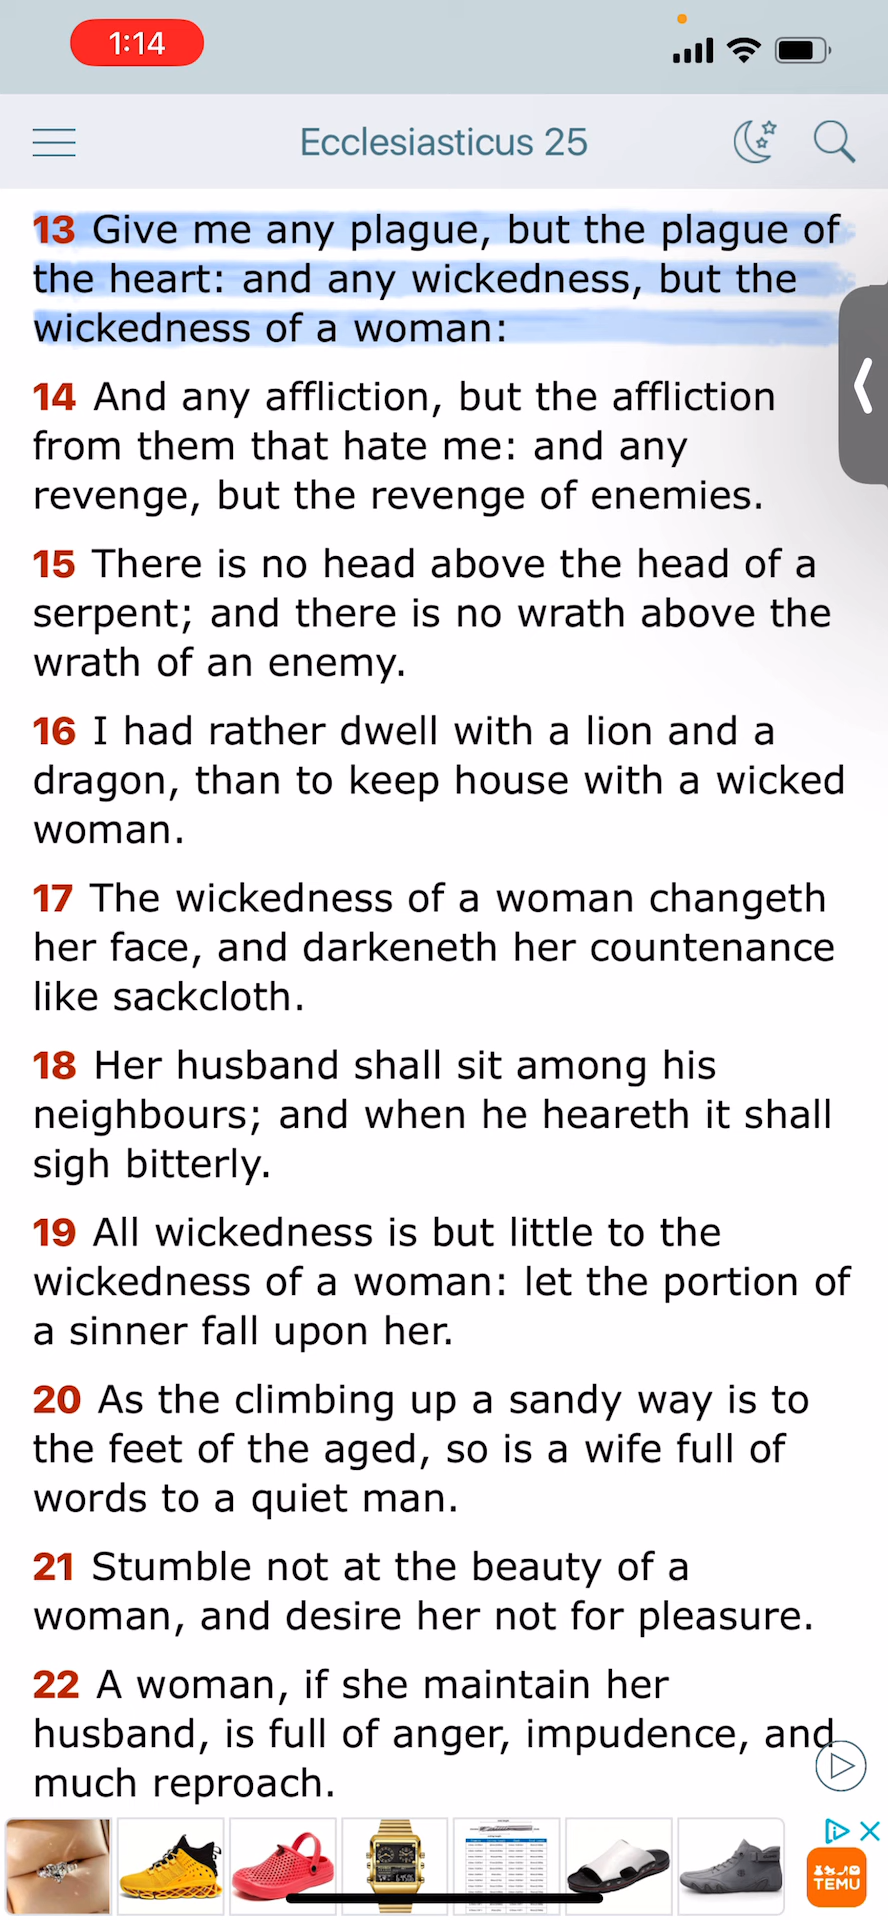 1:14
Ecclesiasticus 25
13 Give me any plague, but the plague of
the heart: and any wickedness, but the
wickedness of a woman:
14 And any affliction, but the affliction
from them that hate me: and any
revenge, but the revenge of enemies.
15 There is no head above the head of a
serpent; and there is no wrath above the
wrath of an enemy.
16 I had rather dwell with a lion and a
dragon, than to keep house with a wicked
woman.
17 The wickedness of a woman changeth
her face, and darkeneth her countenance
like sackcloth.
18 Her husband shall sit among his
neighbours; and when he heareth it shall
sigh bitterly.
19 All wickedness is but little to the
wickedness of a woman: let the portion of
a sinner fall upon her.
20 As the climbing up a sandy way is to
the feet of the aged, so is a wife full of
words to a quiet man.
21 Stumble not at the beauty of a
woman, and desire her not for pleasure.
22 A woman, if she maintain her
husband, is full of anger, impudence, and
much reproach.
TEMU